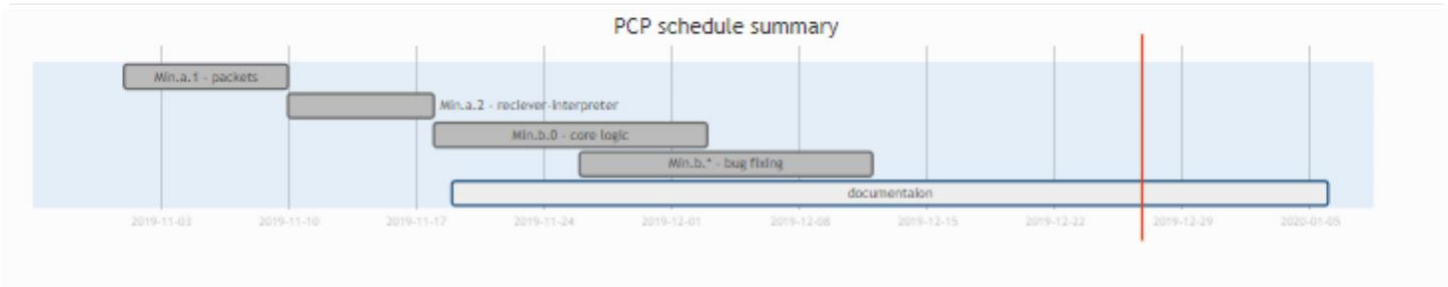 PCP schedule summary
Min.a.1 - packets
Min.a.2 - reciever-interpreter
Min.b.0 - core logic
Min.b.* - bug fixing
documentaion
2019-11-03 2019-11-10 2019-11-17 2019-11-24 2019-12-01 2019-12-08 2019-12-15 2019-12-22 2019-12-29 2020-01-05